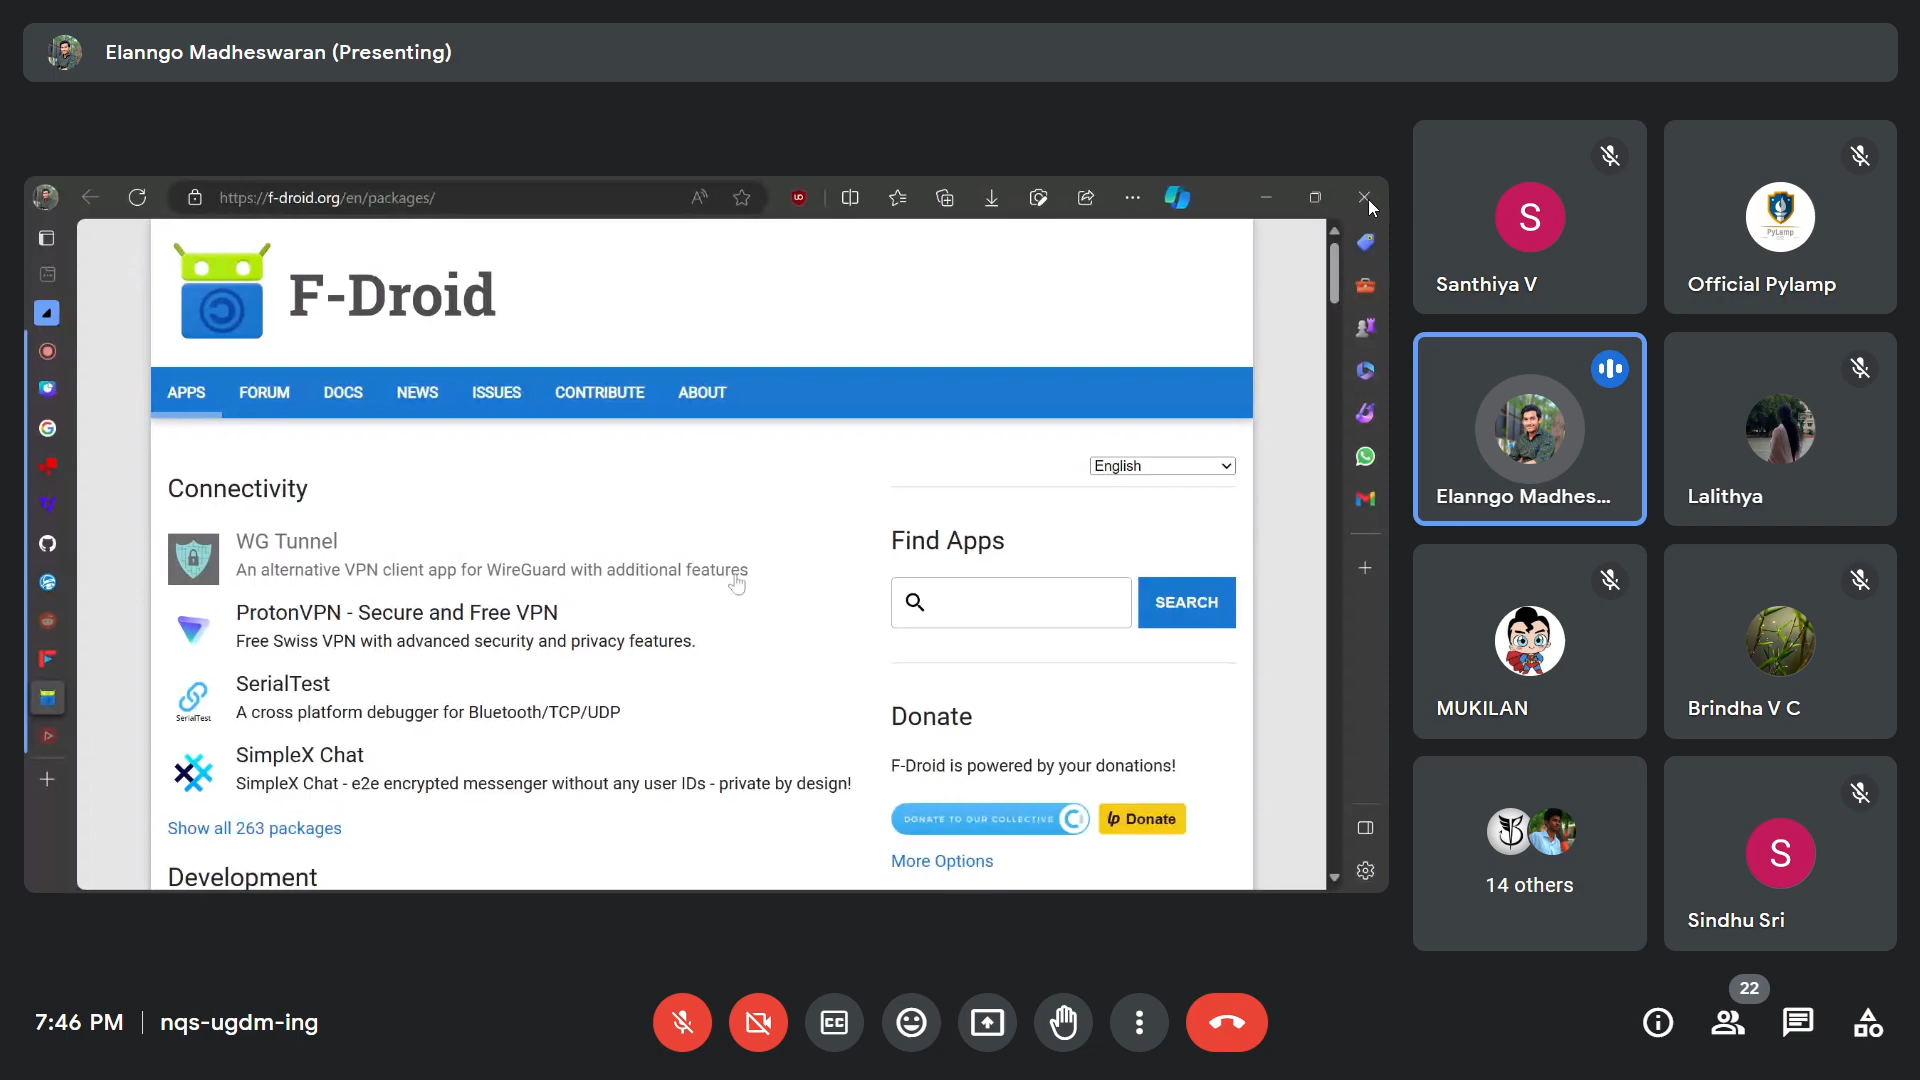 Elanngo Madheswaran (Presenting)
https://f-droid.org/en/packages/
F-Droid
APPS FORUM DOCS NEWS ISSUES CONTRIBUTE ABOUT
English
Connectivity
WG Tunnel
An alternative VPN client app for WireGuard with additional features
ProtonVPN - Secure and Free VPN
Free Swiss VPN with advanced security and privacy features.
SerialTest
SerialTest
A cross platform debugger for Bluetooth/TCP/UDP
SimpleX Chat
SimpleX Chat - e2e encrypted messenger without any user IDs - private by design!
Show all 263 packages
Development
Find Apps
SEARCH
Donate
F-Droid is powered by your donations!
DONATE TO OUR COLLECTIVE
lp Donate
More Options
S
Santhiya V
PyLamp
Official Pylamp
Elanngo Madhes...
Lalithya
MUKILAN
Brindha V C
14 others
S
Sindhu Sri
7:46 PM | nqs-ugdm-ing
CC
22